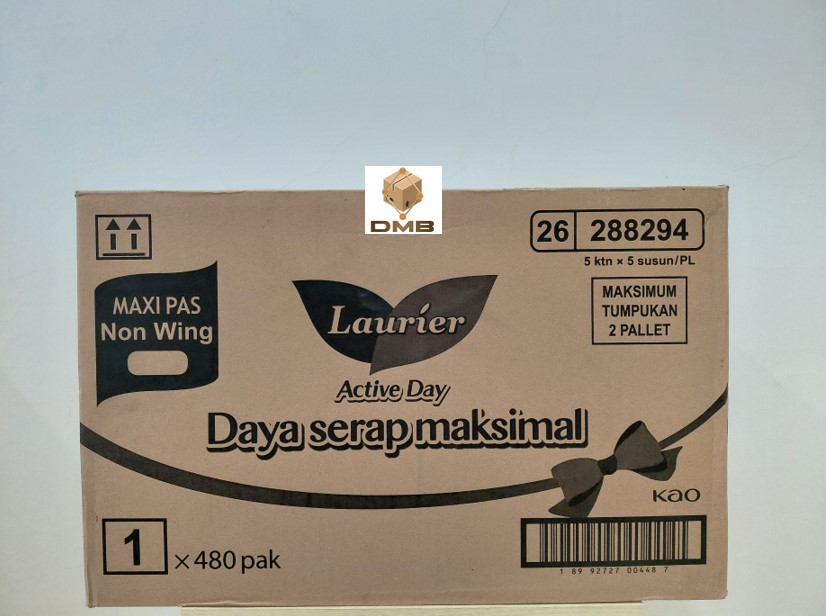 DMB
26 288294
5 ktn × 5 susun/PL
MAXI PAS
Non Wing
MAKSIMUM
TUMPUKAN
2 PALLET
Laurier
Active Day
Daya serap maksimal
Kao
1 × 480 pak
1 89 92727 00448 7